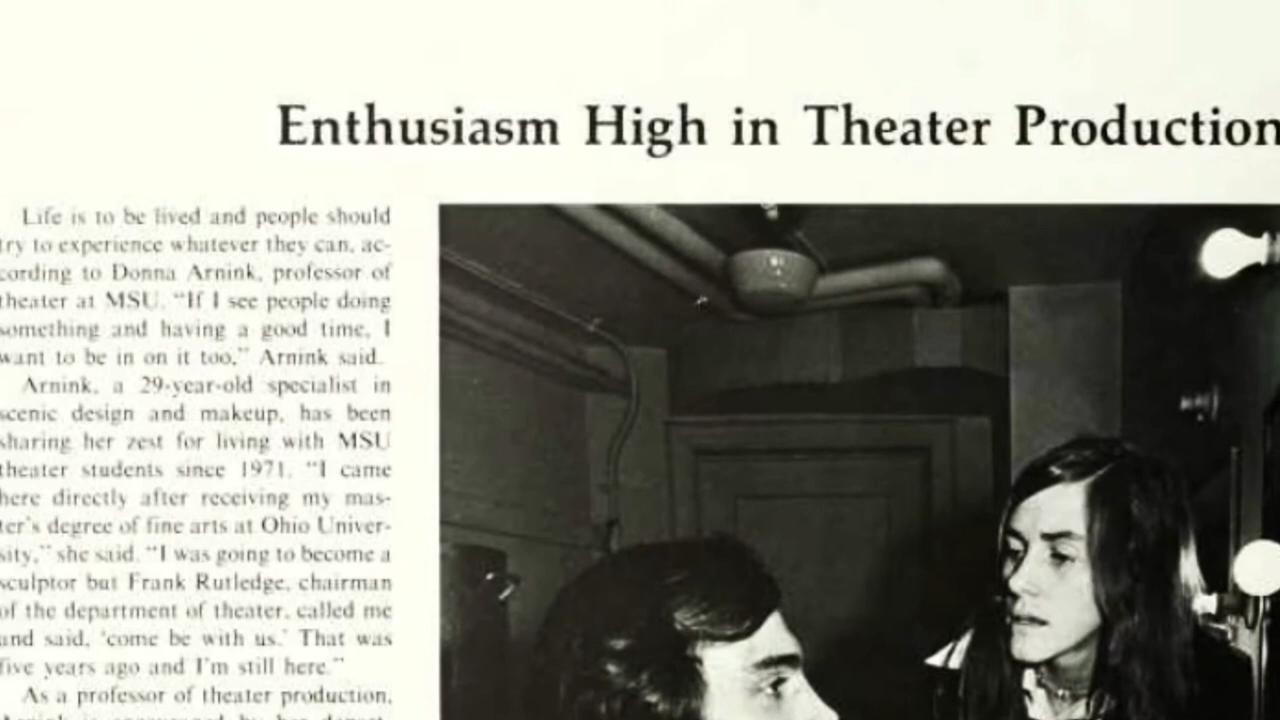 Enthusiasm High in Theater Production
Life is to be lived and people should
try to experience whatever they can, ac-
cording to Donna Arnink, professor of
theater at MSU. "If I see people doing
something and having a good time, I
want to be in on it too," Arnink said.
Arnink, a 29-year-old specialist in
scenic design and makeup, has been
sharing her zest for living with MSU
theater students since 1971. "I came
here directly after receiving my mas-
ter's degree of fine arts at Ohio Univer-
sity," she said. "I was going to become a
sculptor but Frank Rutledge, chairman
of the department of theater, called me
and said, 'come be with us.' That was
five years ago and I'm still here."
As a professor of theater production,